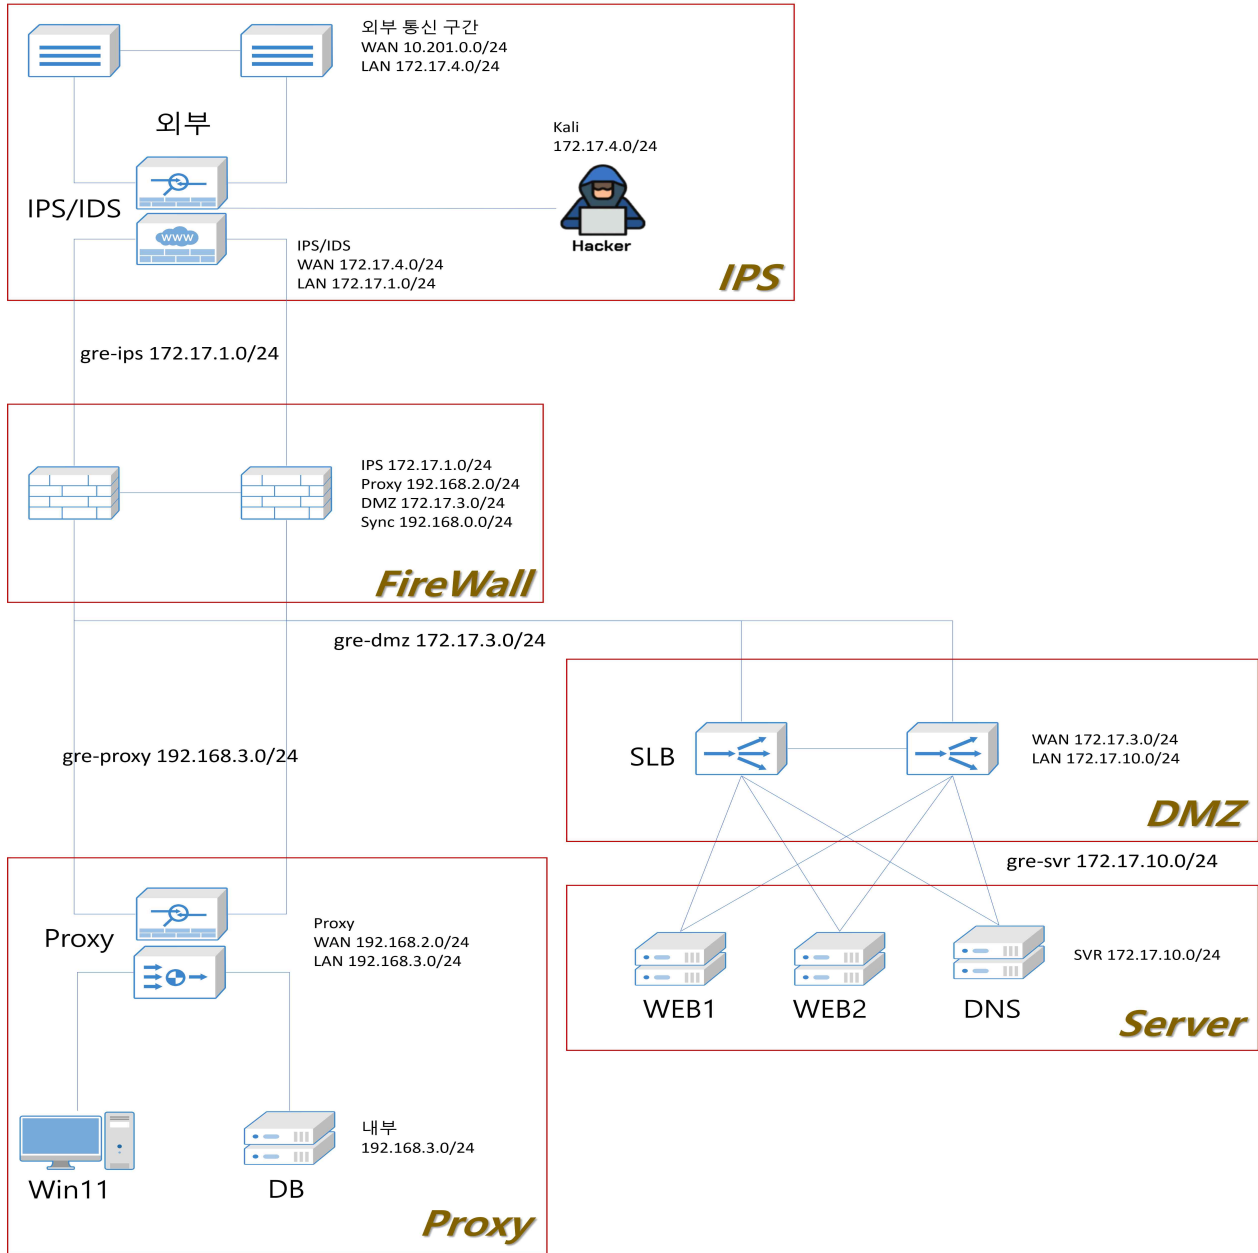 외부 통신 구간
WAN 10.201.0.0/24
LAN 172.17.4.0/24
외부
Kali
172.17.4.0/24
IPS/IDS
WWW
Hacker
IPS/IDS
WAN 172.17.4.0/24
LAN 172.17.1.0/24
IPS
gre-ips 172.17.1.0/24
IPS 172.17.1.0/24
Proxy 192.168.2.0/24
DMZ 172.17.3.0/24
Sync 192.168.0.0/24
FireWall
gre-dmz 172.17.3.0/24
gre-proxy 192.168.3.0/24
SLB
WAN 172.17.3.0/24
LAN 172.17.10.0/24
DMZ
gre-svr 172.17.10.0/24
Proxy
Proxy
WAN 192.168.2.0/24
LAN 192.168.3.0/24
SVR 172.17.10.0/24
WEB1
WEB2
DNS
Server
내부
192.168.3.0/24
Win11
DB
Proxy